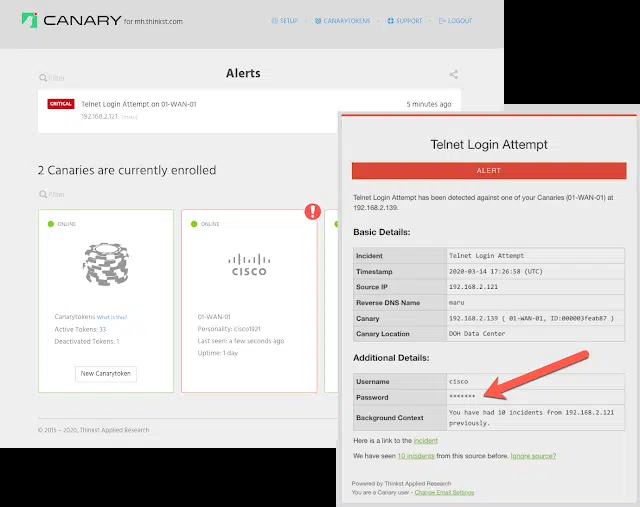 CANARY for mh.thinkst.com
SETUP
CANARYTOKENS
SUPPORT
LOGOUT
Filter
Alerts
CRITICAL
Telnet Login Attempt on 01-WAN-01
5 minutes ago
192.168.2.121
2 Canaries are currently enrolled
Filter
ONLINE
Canarytokens What is this?
Active Tokens: 33
Deactivated Tokens: 1
New Canarytoken
ONLINE
CISCO
01-WAN-01
Personality: cisco1921
Last seen: a few seconds ago
Uptime: 1 day
© 2015 – 2020, Thinkst Applied Research
Telnet Login Attempt
ALERT
Telnet Login Attempt has been detected against one of your Canaries (01-WAN-01) at
192.168.2.139.
Basic Details:
Incident Telnet Login Attempt
Timestamp 2020-03-14 17:26:58 (UTC)
Source IP 192.168.2.121
Reverse DNS Name maru
Canary 192.168.2.139 ( 01-WAN-01, ID:000003feab87 )
Canary Location DOH Data Center
Additional Details:
Username cisco
Password *******
Background Context You have had 10 incidents from 192.168.2.121
previously.
Here is a link to the incident
We have seen 10 incidents from this source before. Ignore source?
Powered by Thinkst Applied Research
You are a Canary user - Change Email Settings